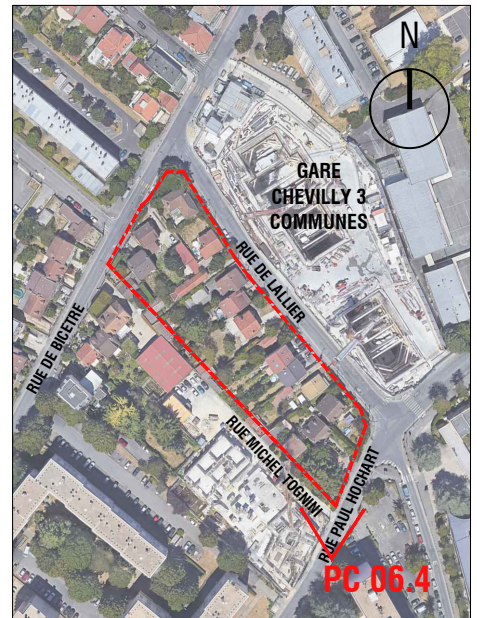 N
GARE
CHEVILLY 3
COMMUNES
RUE DE LALLIER
RUE DE BICETRE
RUE MICHEL TOGNINI
RUE PAUL HOCHART
PC 06.4